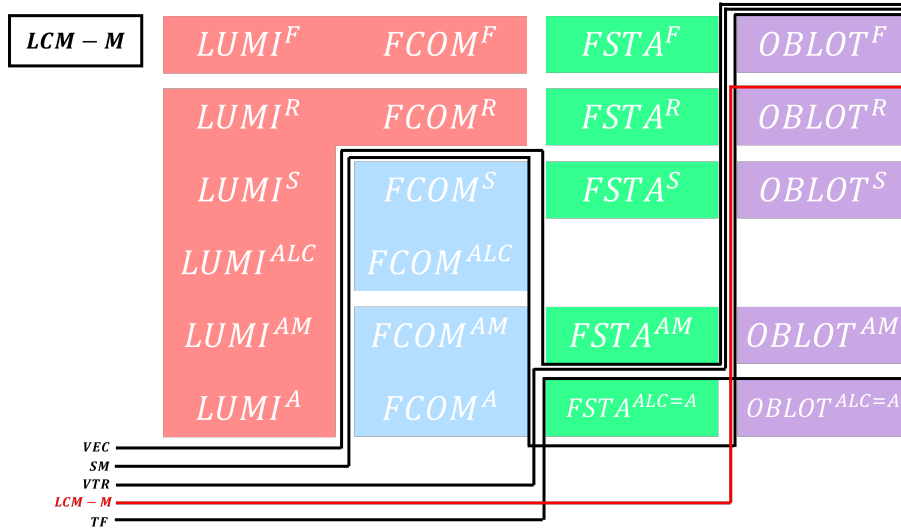 LCM − M
LUMI^F FCOM^F FSTA^F OBLOT^F
LUMI^R FCOM^R FSTA^R OBLOT^R
LUMI^S FCOM^S FSTA^S OBLOT^S
LUMI^ALC FCOM^ALC
LUMI^AM FCOM^AM FSTA^AM OBLOT^AM
LUMI^A FCOM^A FSTA^ALC=A OBLOT^ALC=A
VEC
SM
VTR
LCM − M
TF